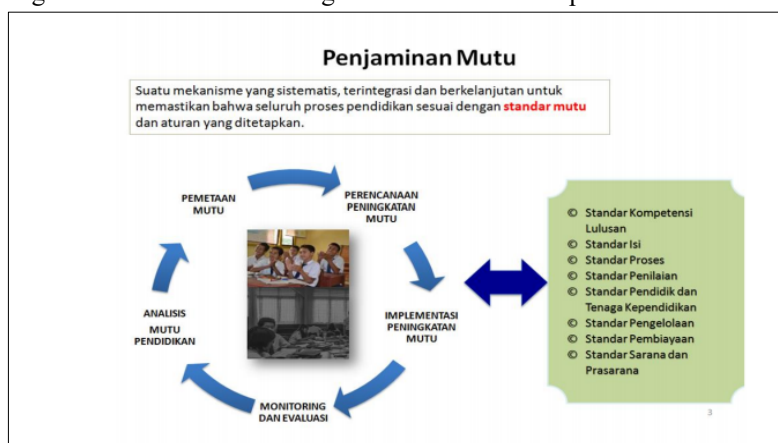 Penjaminan Mutu
Suatu mekanisme yang sistematis, terintegrasi dan berkelanjutan untuk
memastikan bahwa seluruh proses pendidikan sesuai dengan standar mutu
dan aturan yang ditetapkan.
PEMETAAN
MUTU
PERENCANAAN
PENINGKATAN
MUTU
IMPLEMENTASI
PENINGKATAN
MUTU
MONITORING
DAN EVALUASI
ANALISIS
MUTU
PENDIDIKAN
© Standar Kompetensi
Lulusan
© Standar Isi
© Standar Proses
© Standar Penilaian
© Standar Pendidik dan
Tenaga Kependidikan
© Standar Pengelolaan
© Standar Pembiayaan
© Standar Sarana dan
Prasarana
3